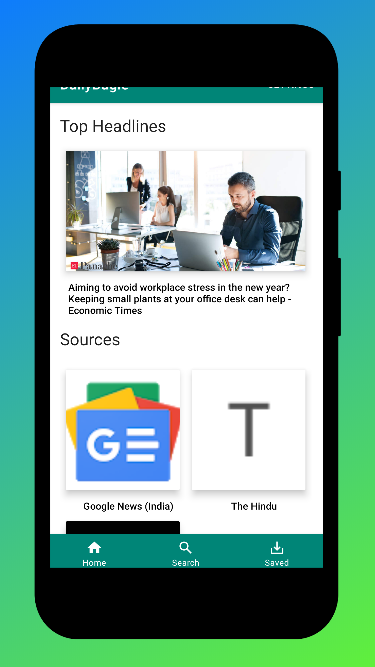 DailyBugle
SETTINGS
Top Headlines
Aiming to avoid workplace stress in the new year?
Keeping small plants at your office desk can help -
Economic Times
Sources
G
T
Google News (India)
The Hindu
Home
Search
Saved